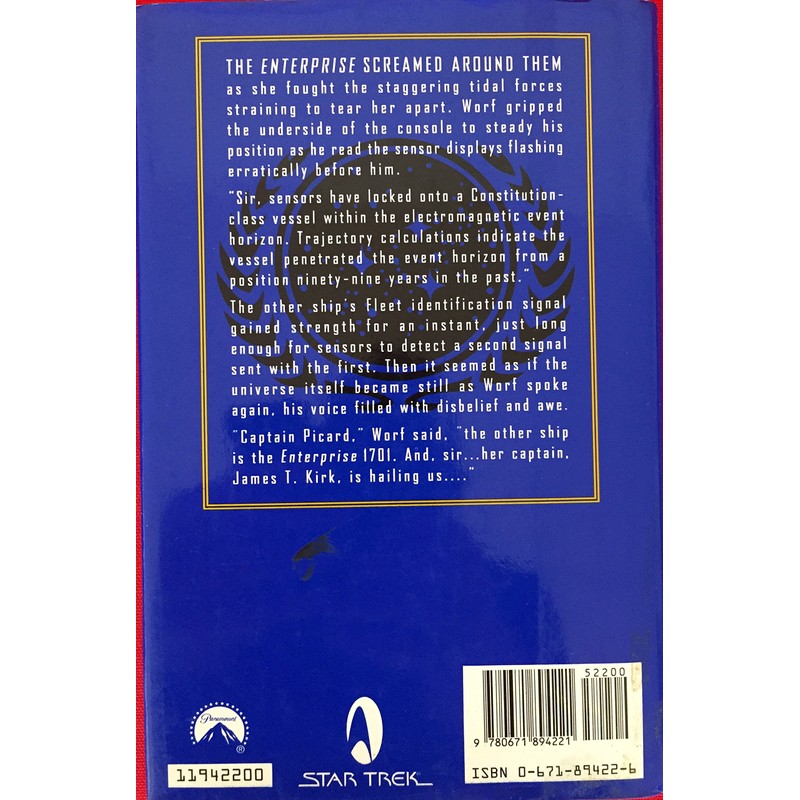 THE ENTERPRISE SCREAMED AROUND THEM
as she fought the staggering tidal forces
straining to tear her apart. Worf gripped
the underside of the console to steady his
position as he read the sensor displays flashing
erratically before him.
"Sir, sensors have locked onto a Constitution-
class vessel within the electromagnetic event
horizon. Trajectory calculations indicate the
vessel penetrated the event horizon from a
position ninety-nine years in the past."
The other ship's Fleet identification signal
gained strength for an instant, just long
enough for sensors to detect a second signal
sent with the first. Then it seemed as if the
universe itself became still as Worf spoke
again, his voice filled with disbelief and awe.
"Captain Picard," Worf said, "the other ship
is the Enterprise 1701. And, sir...her captain,
James T. Kirk, is hailing us...."
Paramount
®
11942200
STAR TREK
52200
9 780671 894221
ISBN 0-671-89422-6